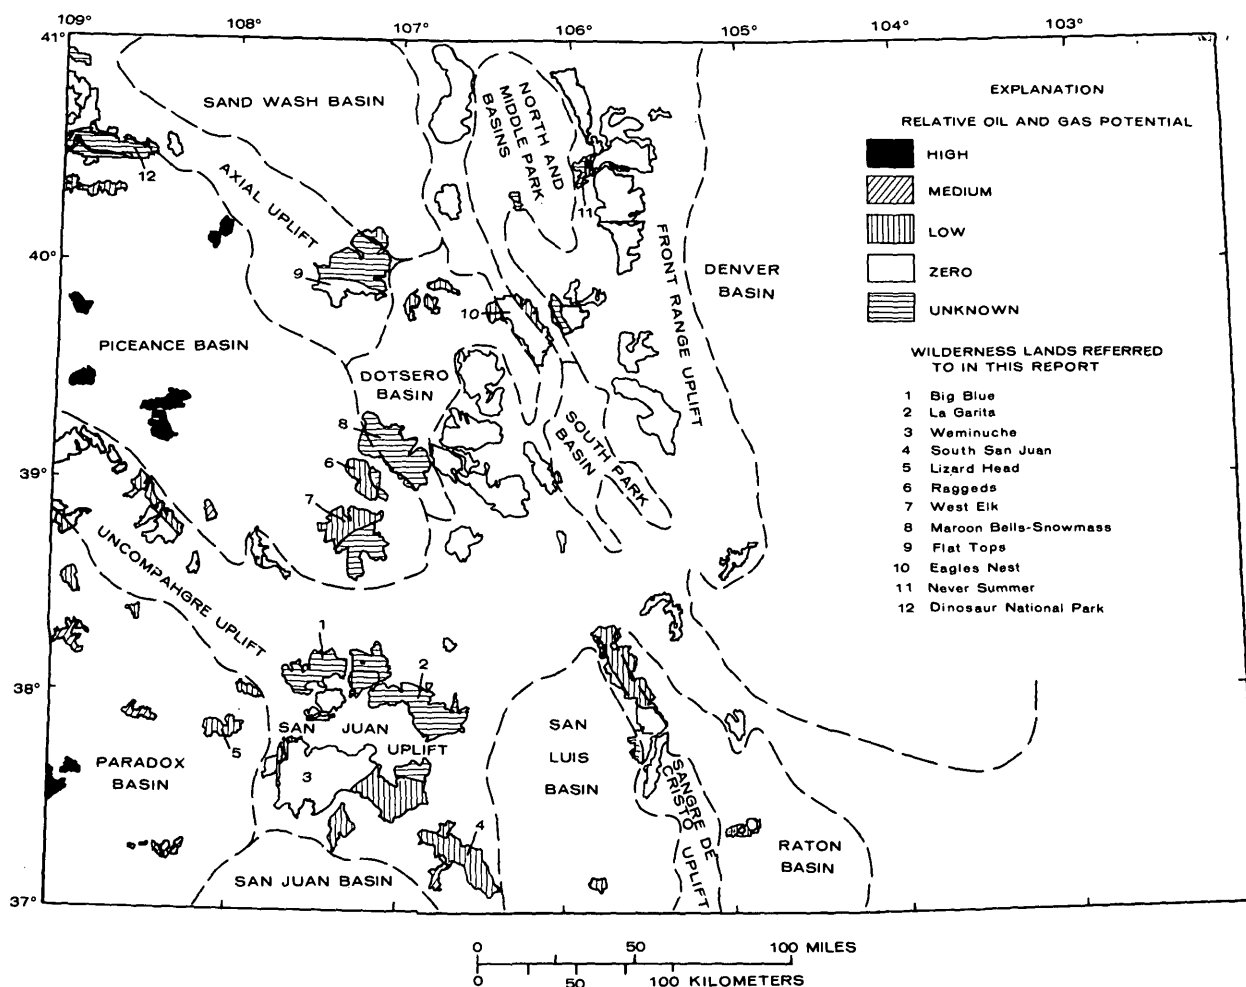 109°
108°
107°
106°
105°
104°
103°
41°
40°
39°
38°
37°
SAND WASH BASIN
NORTH AND
MIDDLE PARK
BASINS
AXIAL UPLIFT
12
11
9
10
FRONT RANGE UPLIFT
DENVER
BASIN
PICEANCE BASIN
DOTSERO
BASIN
8
6
7
SOUTH PARK
BASIN
UNCOMPAHGRE UPLIFT
1
2
SAN JUAN
UPLIFT
3
5
4
PARADOX
BASIN
SAN
LUIS
BASIN
SANGRE DE
CRISTO UPLIFT
RATON
BASIN
SAN JUAN BASIN
EXPLANATION
RELATIVE OIL AND GAS POTENTIAL
HIGH
MEDIUM
LOW
ZERO
UNKNOWN
WILDERNESS LANDS REFERRED
TO IN THIS REPORT
1 Big Blue
2 La Garita
3 Weminuche
4 South San Juan
5 Lizard Head
6 Raggeds
7 West Elk
8 Maroon Bells-Snowmass
9 Flat Tops
10 Eagles Nest
11 Never Summer
12 Dinosaur National Park
0 50 100 MILES
0 50 100 KILOMETERS